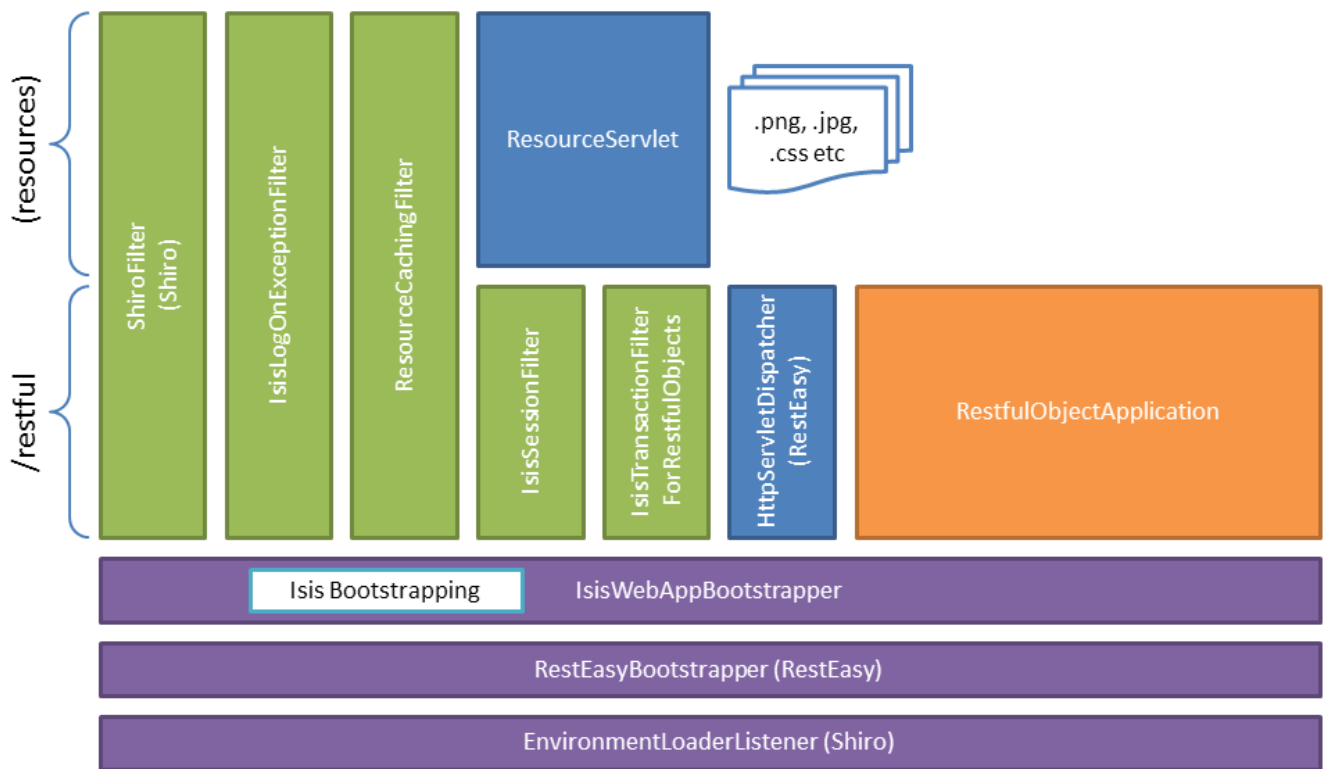 (resources)
/restful
ShiroFilter
(Shiro)
IsisLogOnExceptionFilter
ResourceCachingFilter
ResourceServlet
.png, .jpg,
.css etc
IsisSessionFilter
IsisTransactionFilter
ForRestfulObjects
HttpServletDispatcher
(RestEasy)
RestfulObjectApplication
Isis Bootstrapping
IsisWebAppBootstrapper
RestEasyBootstrapper (RestEasy)
EnvironmentLoaderListener (Shiro)